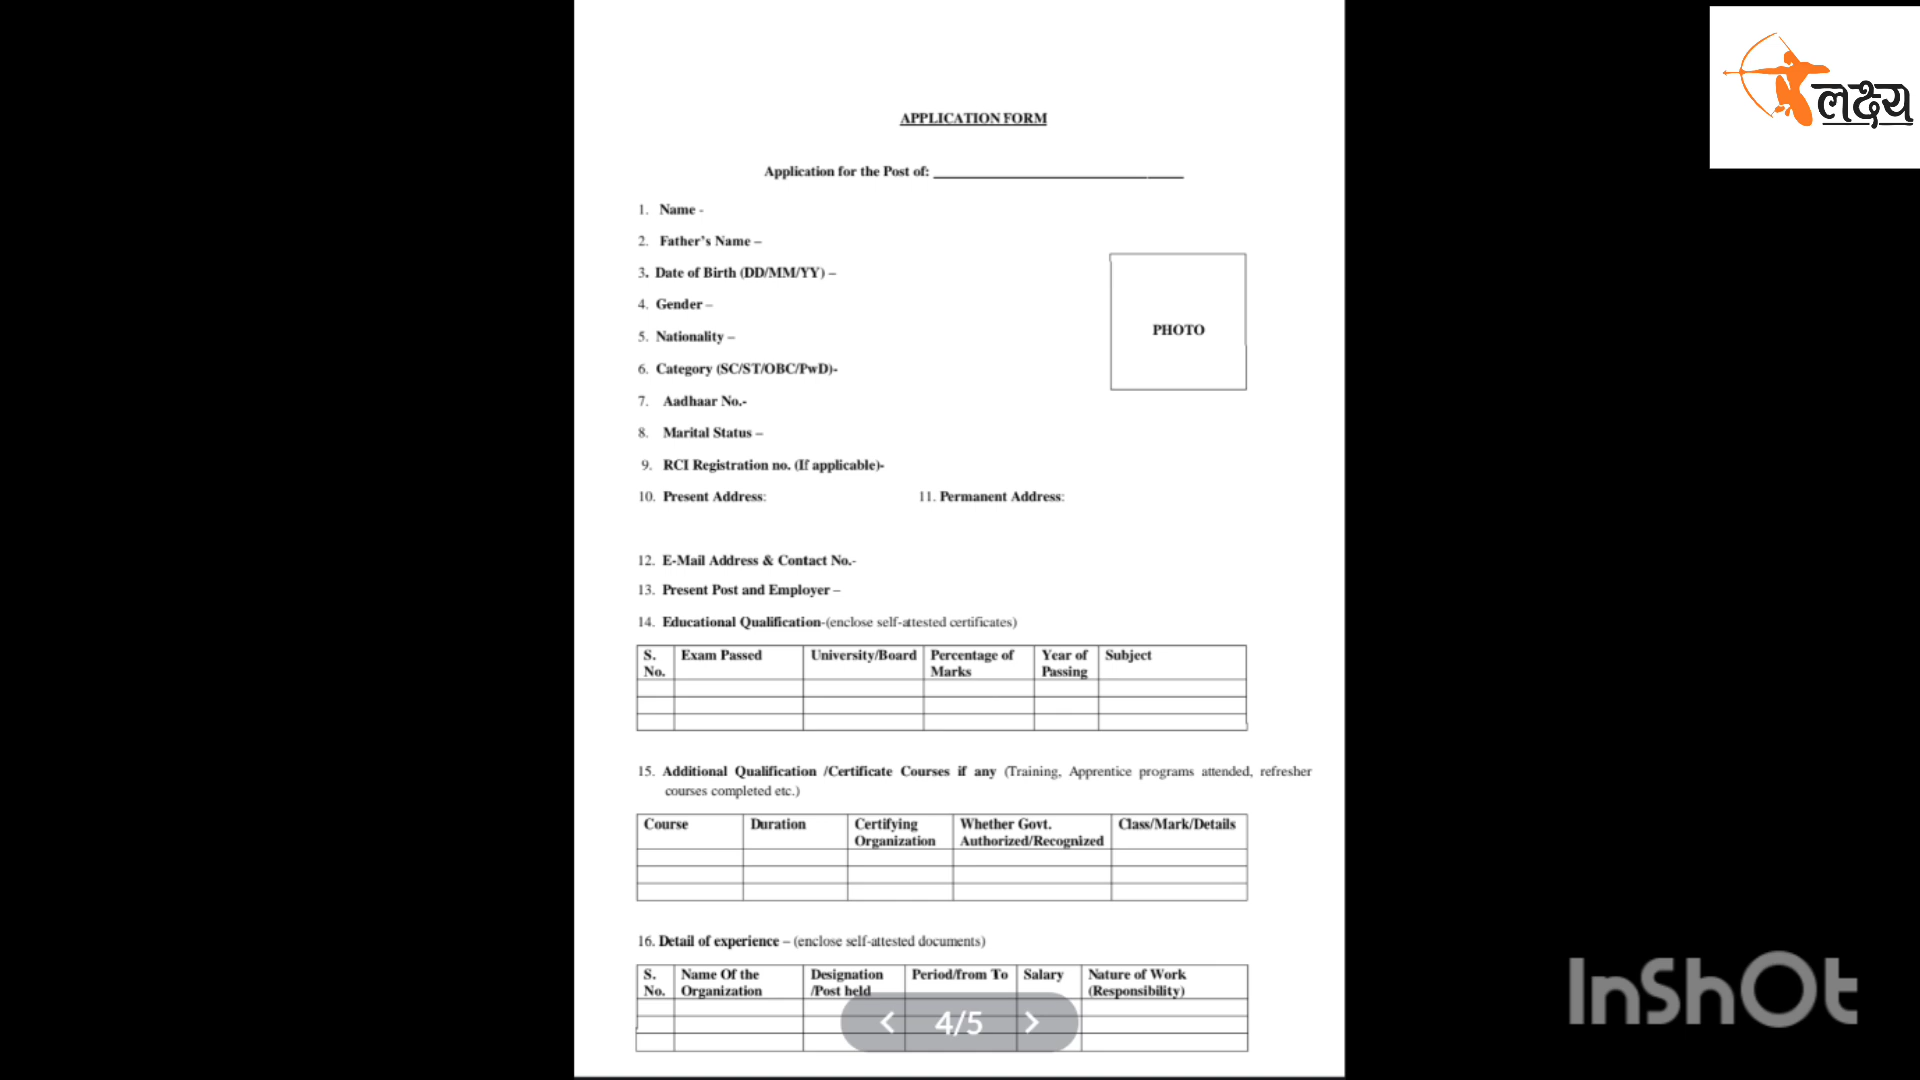 लक्ष्य
APPLICATION FORM
Application for the Post of: ____________________
1. Name -
2. Father's Name –
3. Date of Birth (DD/MM/YY) –
4. Gender –
PHOTO
5. Nationality –
6. Category (SC/ST/OBC/PwD)-
7. Aadhaar No.-
8. Marital Status –
9. RCI Registration no. (If applicable)-
10. Present Address: 11. Permanent Address:
12. E-Mail Address & Contact No.-
13. Present Post and Employer –
14. Educational Qualification-(enclose self-attested certificates)
S. No. Exam Passed University/Board Percentage of Marks Year of Passing Subject
15. Additional Qualification /Certificate Courses if any (Training, Apprentice programs attended, refresher
courses completed etc.)
Course Duration Certifying Organization Whether Govt. Authorized/Recognized Class/Mark/Details
16. Detail of experience – (enclose self-attested documents)
S. No. Name Of the Organization Designation /Post held Period/from To Salary Nature of Work (Responsibility)
4/5
InShOt